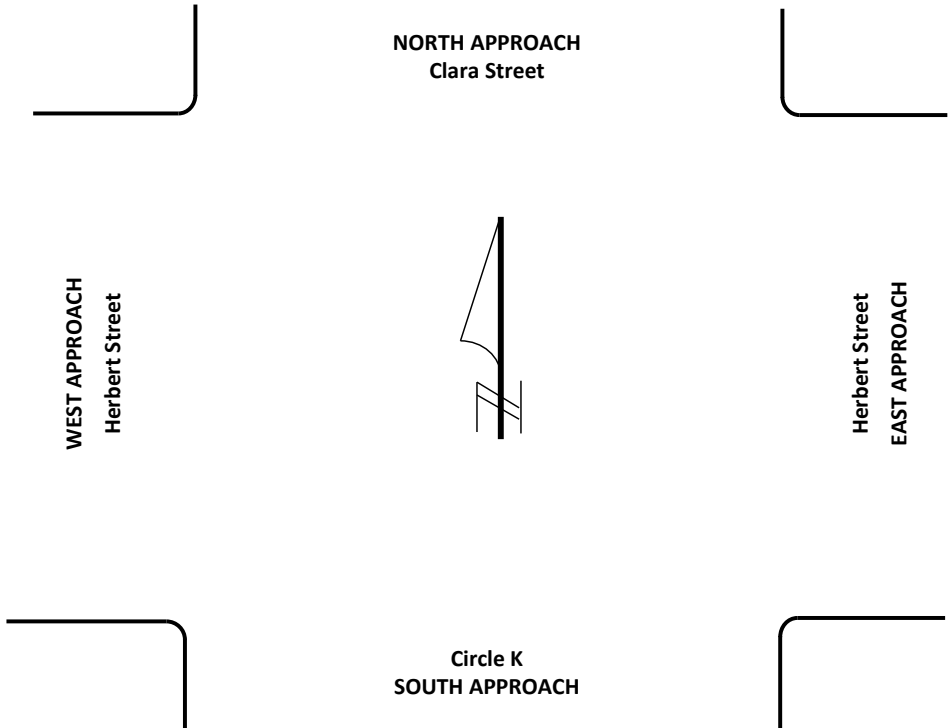 NORTH APPROACH
Clara Street
WEST APPROACH
Herbert Street
N
Herbert Street
EAST APPROACH
Circle K
SOUTH APPROACH